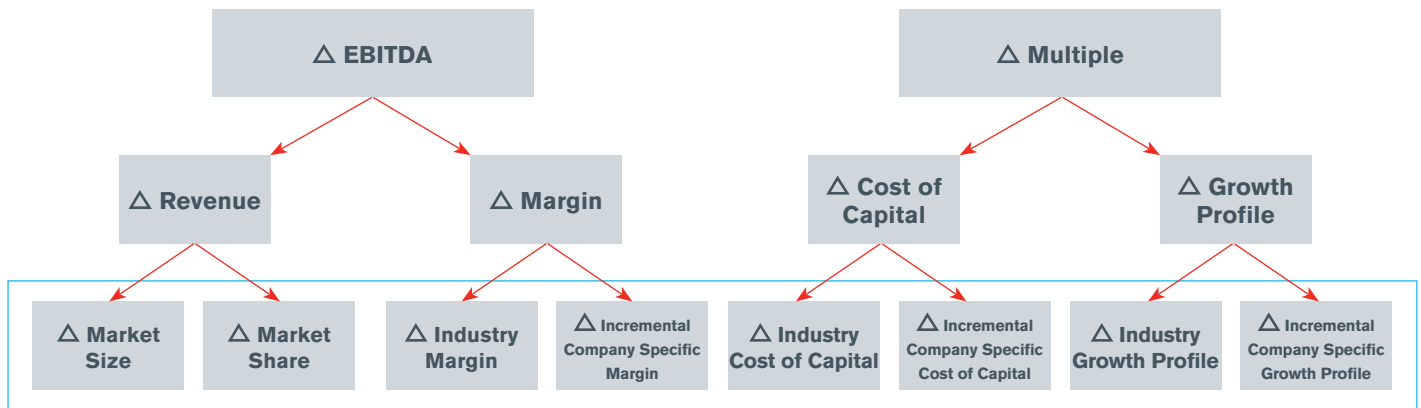 △ EBITDA
△ Multiple
△ Revenue
△ Margin
△ Cost of
Capital
△ Growth
Profile
△ Market
Size
△ Market
Share
△ Industry
Margin
△ Incremental
Company Specific
Margin
△ Industry
Cost of Capital
△ Incremental
Company Specific
Cost of Capital
△ Industry
Growth Profile
△ Incremental
Company Specific
Growth Profile